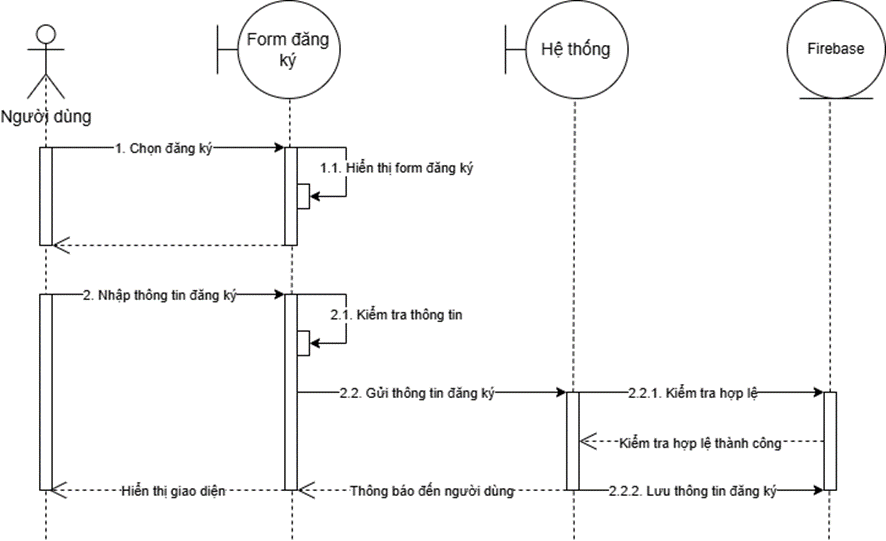 Form đăng
ký
Hệ thống
Firebase
Người dùng
1. Chọn đăng ký
1.1. Hiển thị form đăng ký
2. Nhập thông tin đăng ký
2.1. Kiểm tra thông tin
2.2. Gửi thông tin đăng ký
2.2.1. Kiểm tra hợp lệ
Kiểm tra hợp lệ thành công
Hiển thị giao diện
Thông báo đến người dùng
2.2.2. Lưu thông tin đăng ký